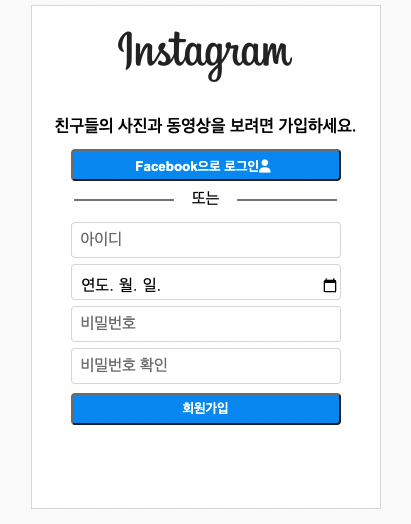 Instagram
친구들의 사진과 동영상을 보려면 가입하세요.
Facebook으로 로그인
또는
아이디
연도. 월. 일.
비밀번호
비밀번호 확인
회원가입